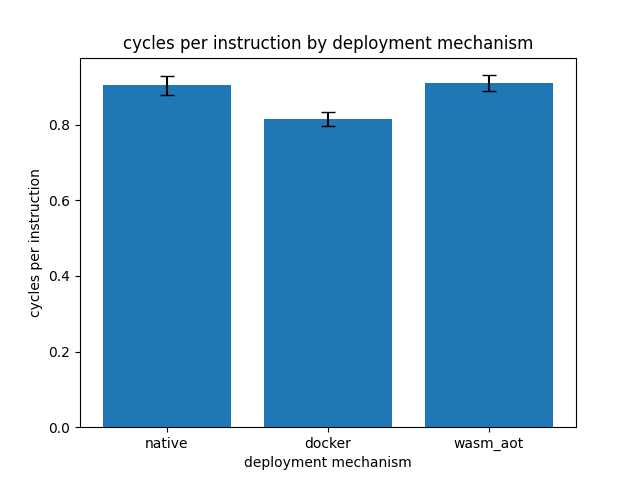 cycles per instruction by deployment mechanism
cycles per instruction
0.8
0.6
0.4
0.2
0.0
native docker wasm_aot
deployment mechanism